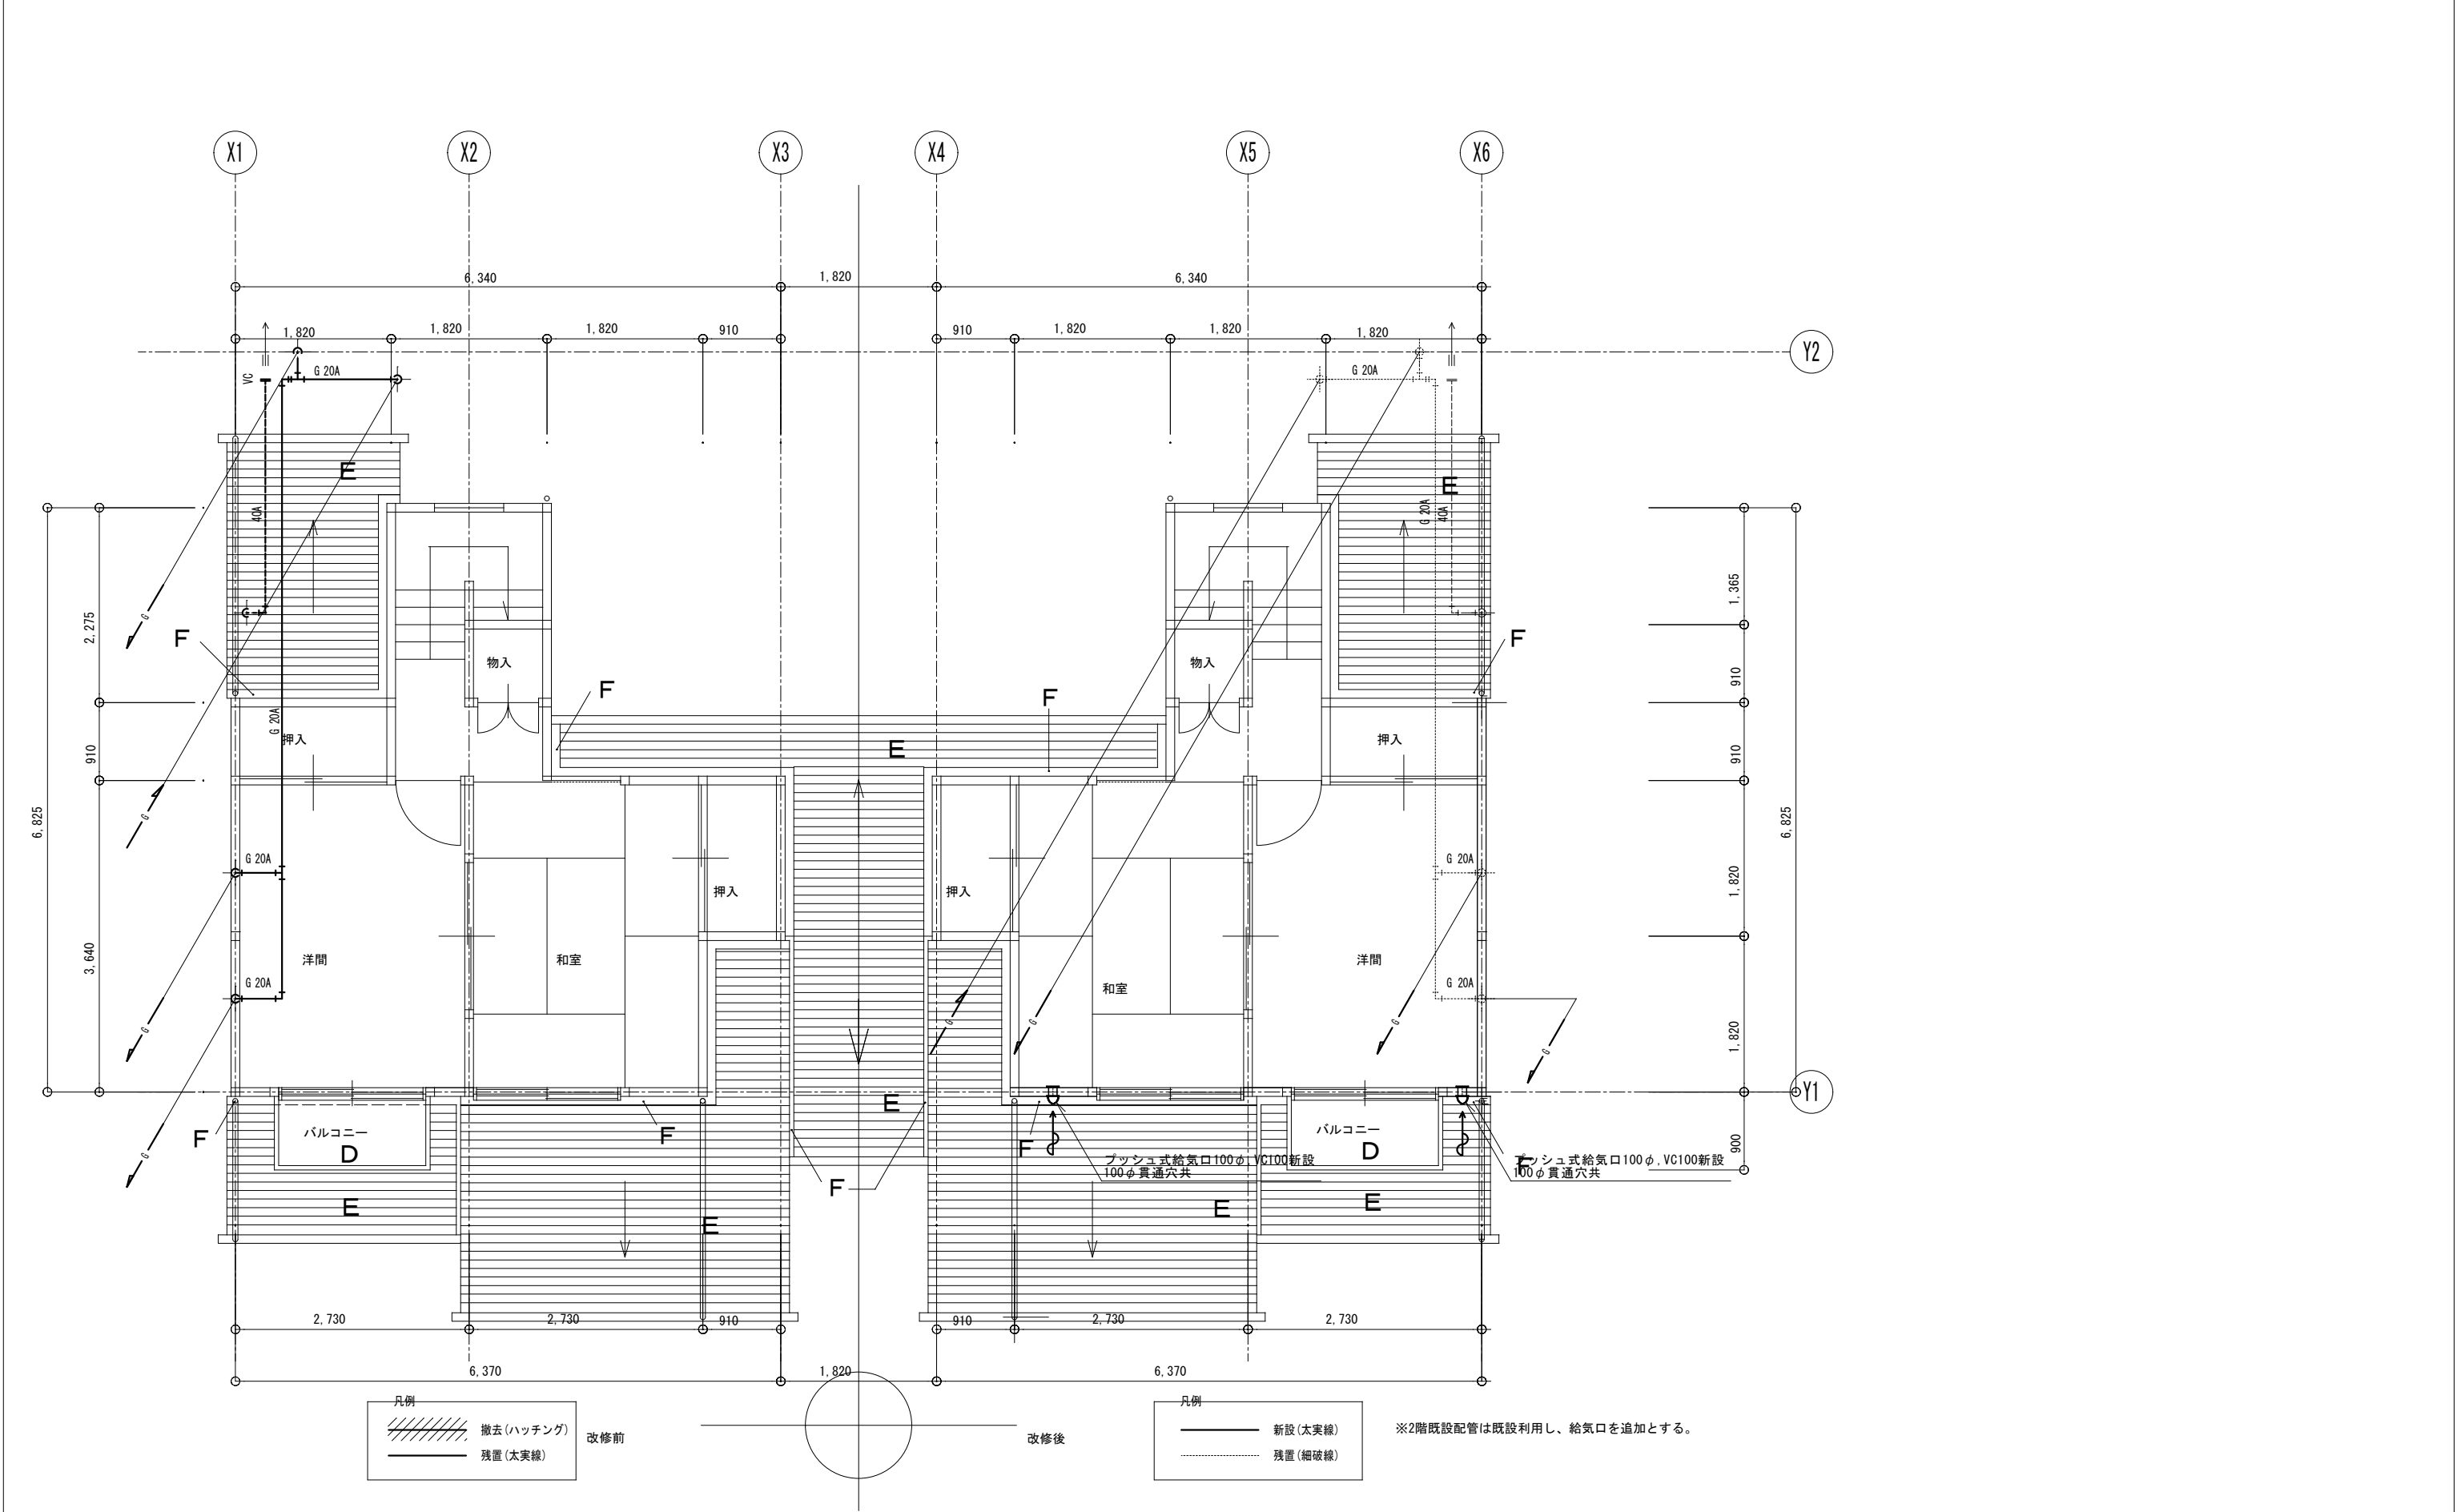 X1
X2
X3
X4
X5
X6
6,340
1,820
6,340
1,820
1,820
1,820
910
910
1,820
1,820
1,820
Y2
VC
G 20A
G 20A
E
E
40A
G 20A
40A
2,275
1,365
G
F
物入
物入
F
F
F
910
G 20A
押入
押入
910
E
910
6,825
6,825
G
G 20A
G 20A
押入
押入
1,820
3,640
洋間
和室
和室
洋間
G 20A
G 20A
G
G
G
G
G
1,820
Y1
E
F
バルコニー
D
F
F
バルコニー
D
900
G
プッシュ式給気口100φ,VC100新設
100φ貫通穴共
F
プッシュ式給気口100φ,VC100新設
100φ貫通穴共
F
E
E
E
E
2,730
2,730
910
910
2,730
2,730
6,370
1,820
6,370
凡例
撤去(ハッチング)
残置(太実線)
改修前
改修後
凡例
新設(太実線)
残置(細破線)
※2階既設配管は既設利用し、給気口を追加とする。